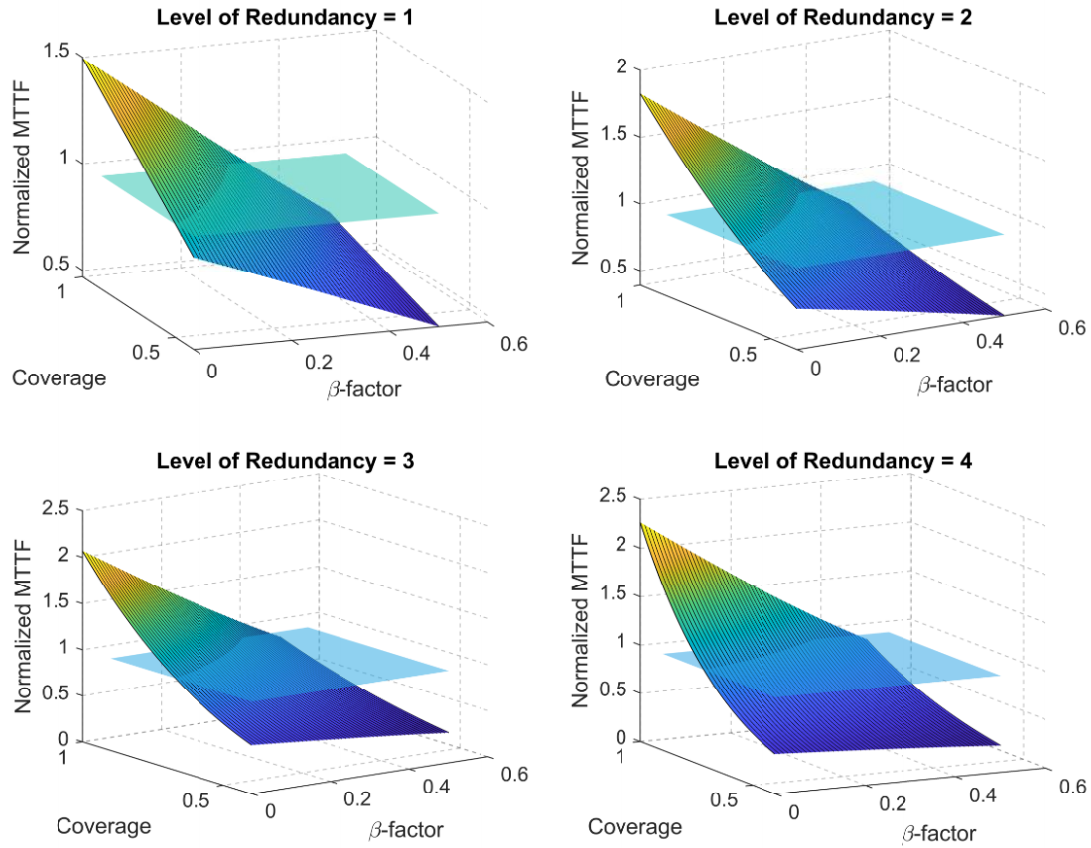 Level of Redundancy = 1
Normalized MTTF
1.5
1
0.5
1
0.5
Coverage
0
0.2
0.4
0.6
β-factor
Level of Redundancy = 2
Normalized MTTF
2
1.5
1
0.5
1
0.5
Coverage
0
0.2
0.4
0.6
β-factor
Level of Redundancy = 3
Normalized MTTF
2.5
2
1.5
1
0.5
0
1
0.5
Coverage
0
0.2
0.4
0.6
β-factor
Level of Redundancy = 4
Normalized MTTF
2.5
2
1.5
1
0.5
0
1
0.5
Coverage
0
0.2
0.4
0.6
β-factor